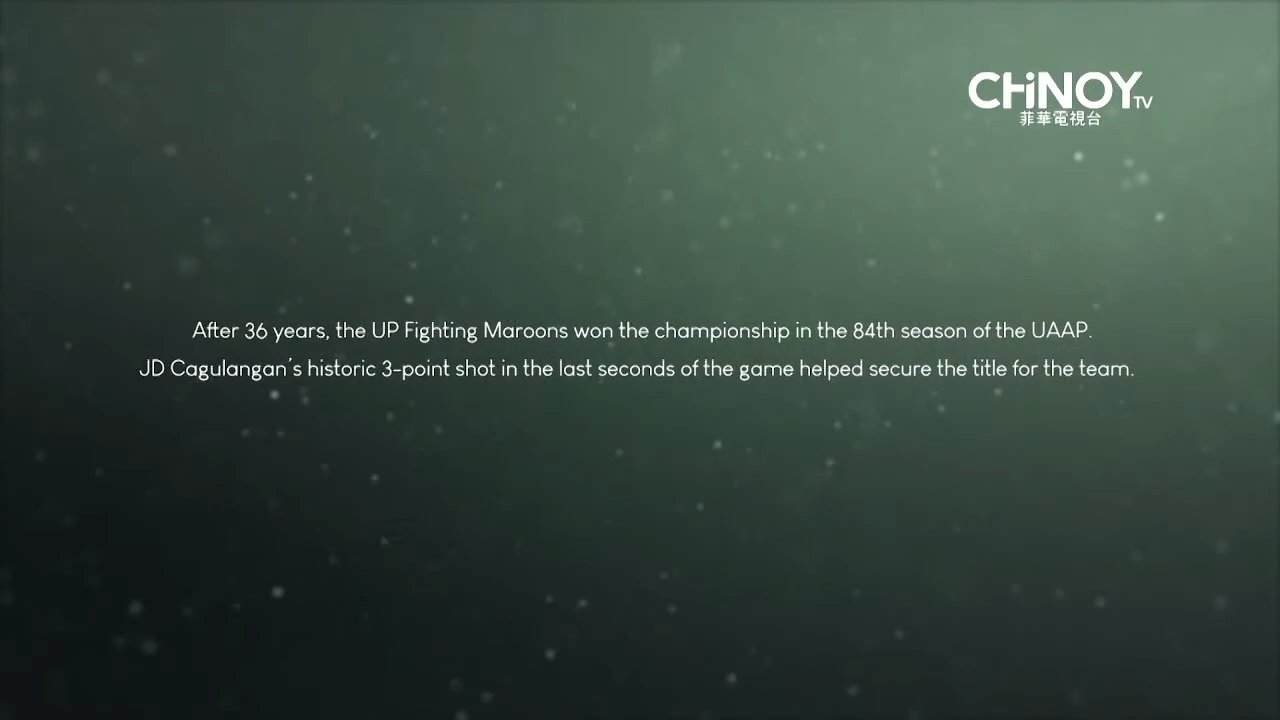 CHiNOY TV
菲華電視台
After 36 years, the UP Fighting Maroons won the championship in the 84th season of the UAAP.
JD Cagulangan's historic 3-point shot in the last seconds of the game helped secure the title for the team.